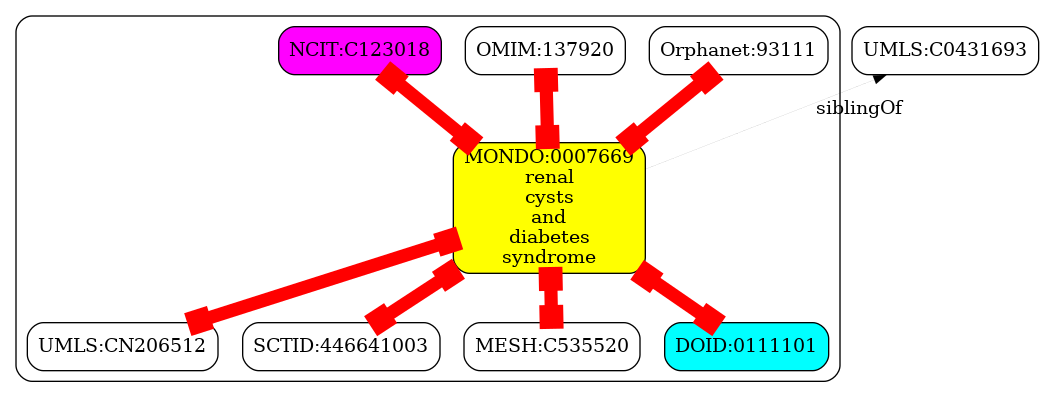 NCIT:C123018
OMIM:137920
Orphanet:93111
UMLS:C0431693
siblingOf
MONDO:0007669
renal
cysts
and
diabetes
syndrome
UMLS:CN206512
SCTID:446641003
MESH:C535520
DOID:0111101